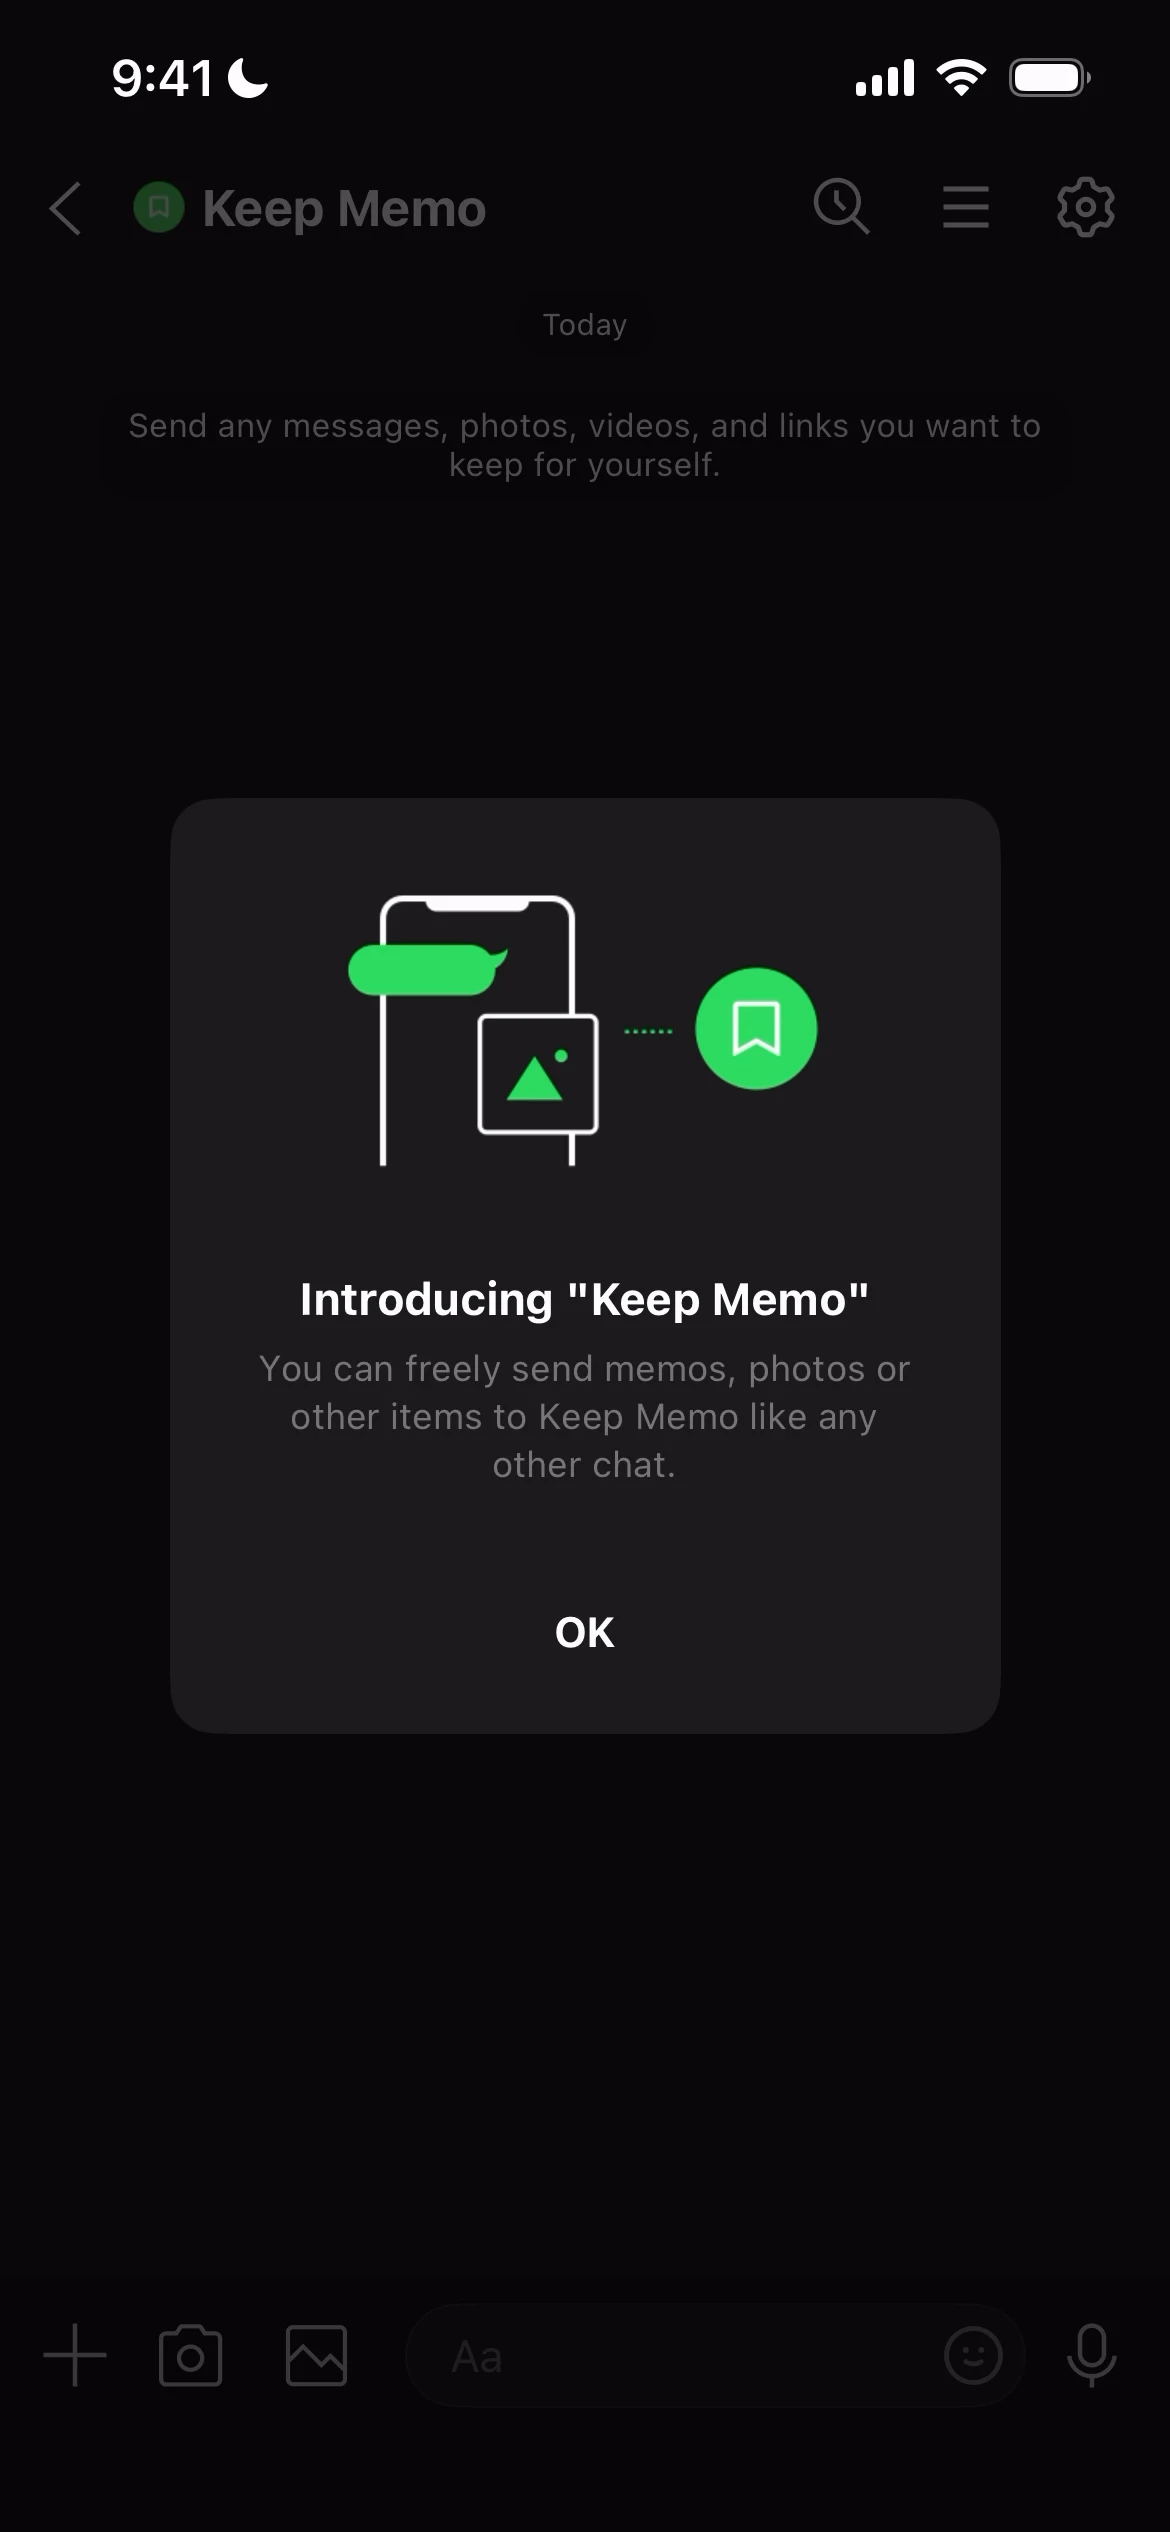 9:41
Keep Memo
Today
Send any messages, photos, videos, and links you want to
keep for yourself.
Introducing "Keep Memo"
You can freely send memos, photos or
other items to Keep Memo like any
other chat.
OK
Aa